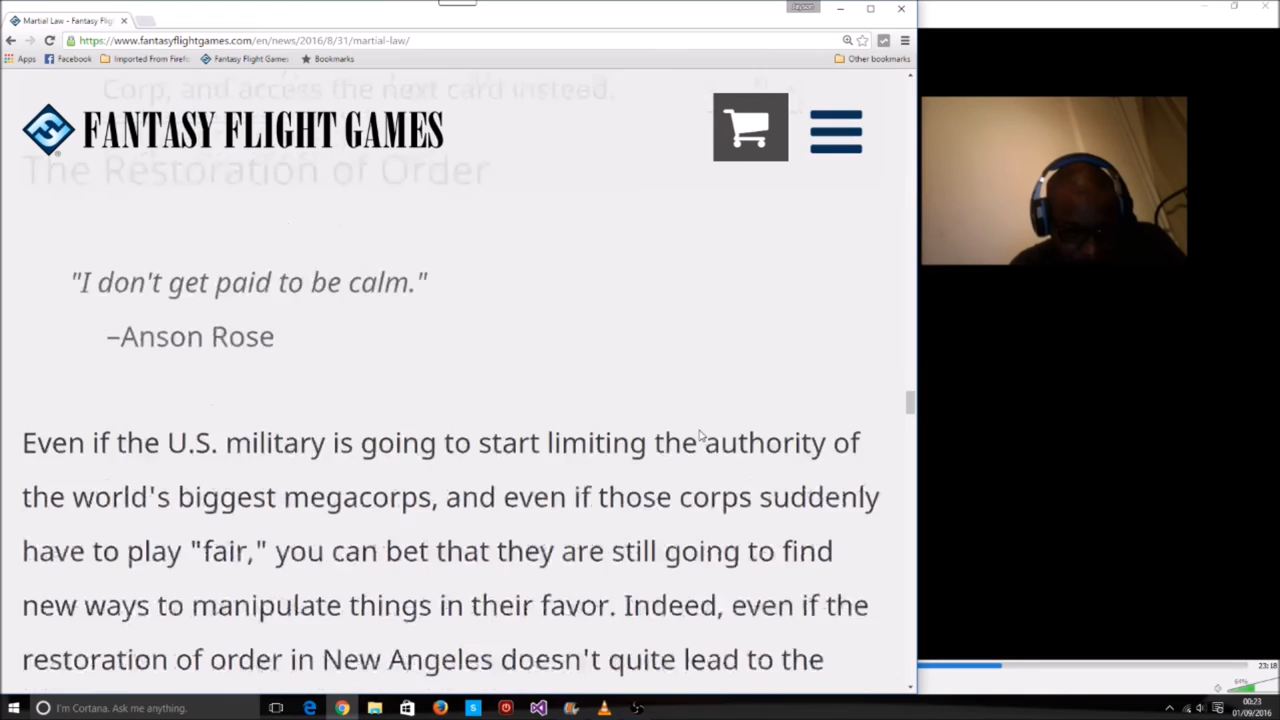 Martial Law - Fantasy Flig
Jayson
https://www.fantasyflightgames.com/en/news/2016/8/31/martial-law/
Apps
Facebook
Imported From Firefo
Fantasy Flight Games
Bookmarks
Other bookmarks
Corp, and access the next card instead.
FANTASY FLIGHT GAMES
The Restoration of Order
"I don't get paid to be calm."
–Anson Rose
Even if the U.S. military is going to start limiting the authority of
the world's biggest megacorps, and even if those corps suddenly
have to play "fair," you can bet that they are still going to find
new ways to manipulate things in their favor. Indeed, even if the
restoration of order in New Angeles doesn't quite lead to the
23:18
64%
I'm Cortana. Ask me anything.
00:23
01/09/2016